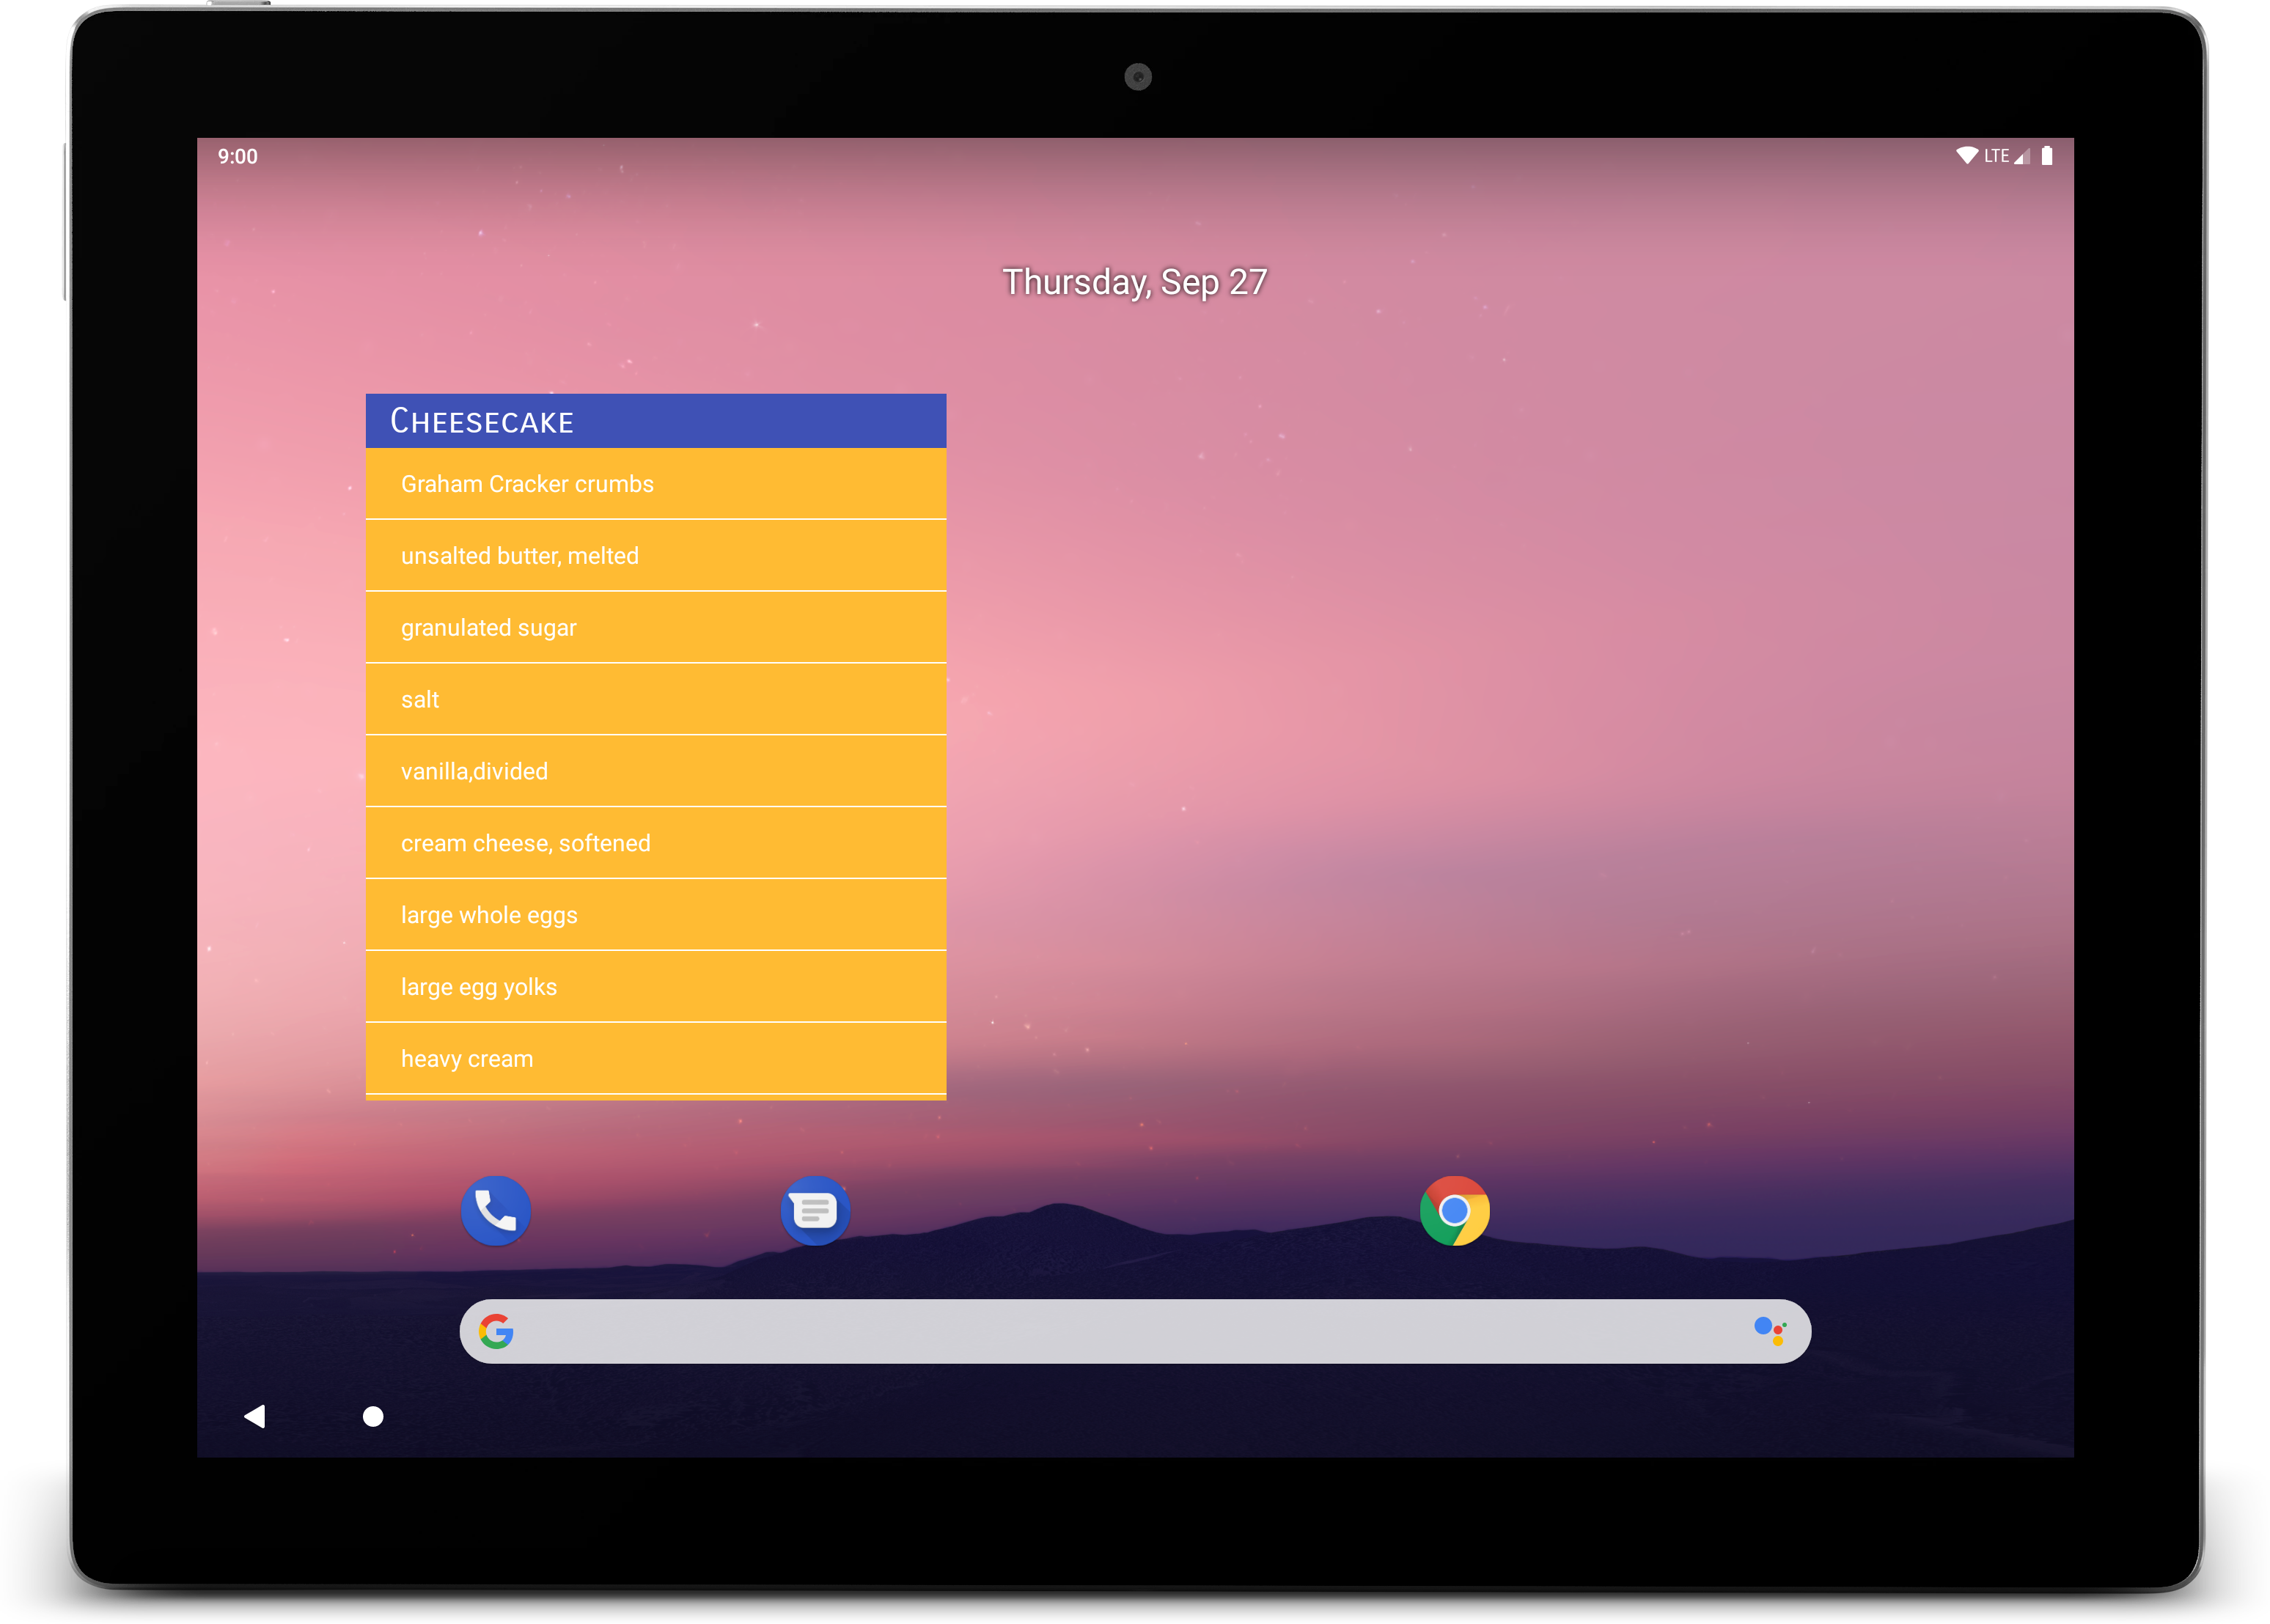 9:00
LTE
Thursday, Sep 27
Cheesecake
Graham Cracker crumbs
unsalted butter, melted
granulated sugar
salt
vanilla,divided
cream cheese, softened
large whole eggs
large egg yolks
heavy cream